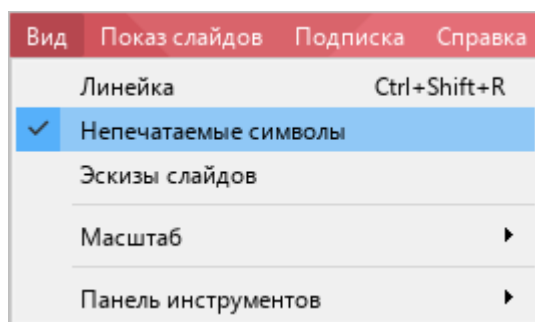 Вид Показ слайдов Подписка Справка
Линейка Ctrl+Shift+R
Непечатаемые символы
Эскизы слайдов
Масштаб
Панель инструментов